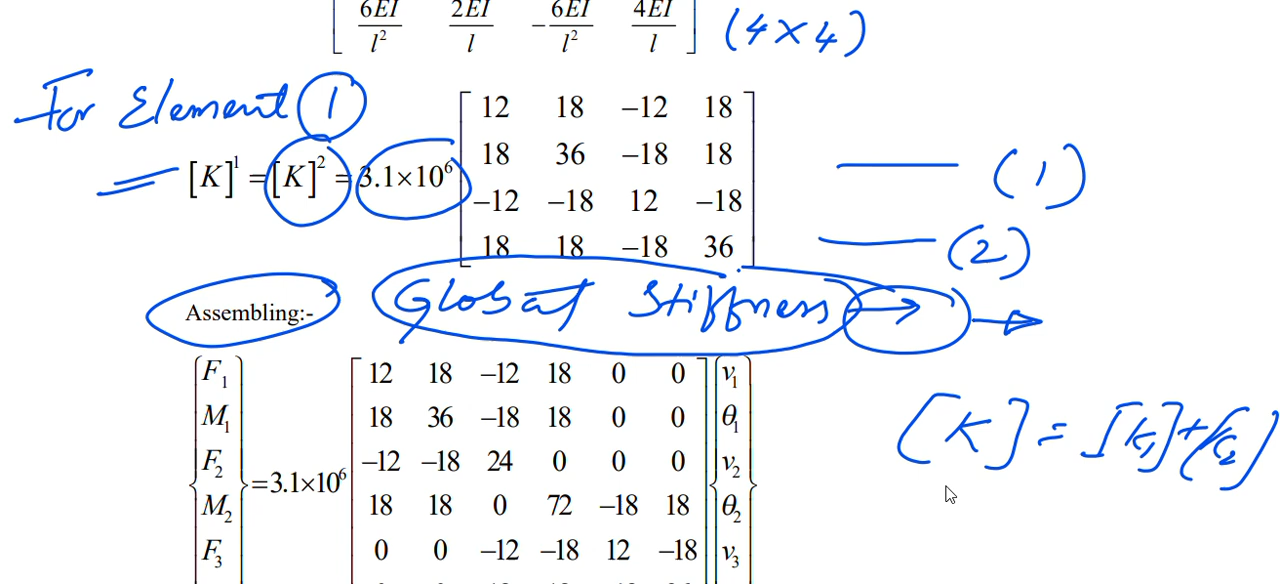 6EI/l² 2EI/l −6EI/l² 4EI/l (4×4)
For Element 1
12 18 −12 18
[K]¹ = [K]² = 3.1×10⁶ 18 36 −18 18 (1)
−12 −18 12 −18
18 18 −18 36 (2)
Assembling:- Global Stiffness →
F₁ 12 18 −12 18 0 0 v₁
M₁ 18 36 −18 18 0 0 θ₁
F₂ −12 −18 24 0 0 0 v₂
[K] = [K₁]+[K₂]
=3.1×10⁶
M₂ 18 18 0 72 −18 18 θ₂
F₃ 0 0 −12 −18 12 −18 v₃